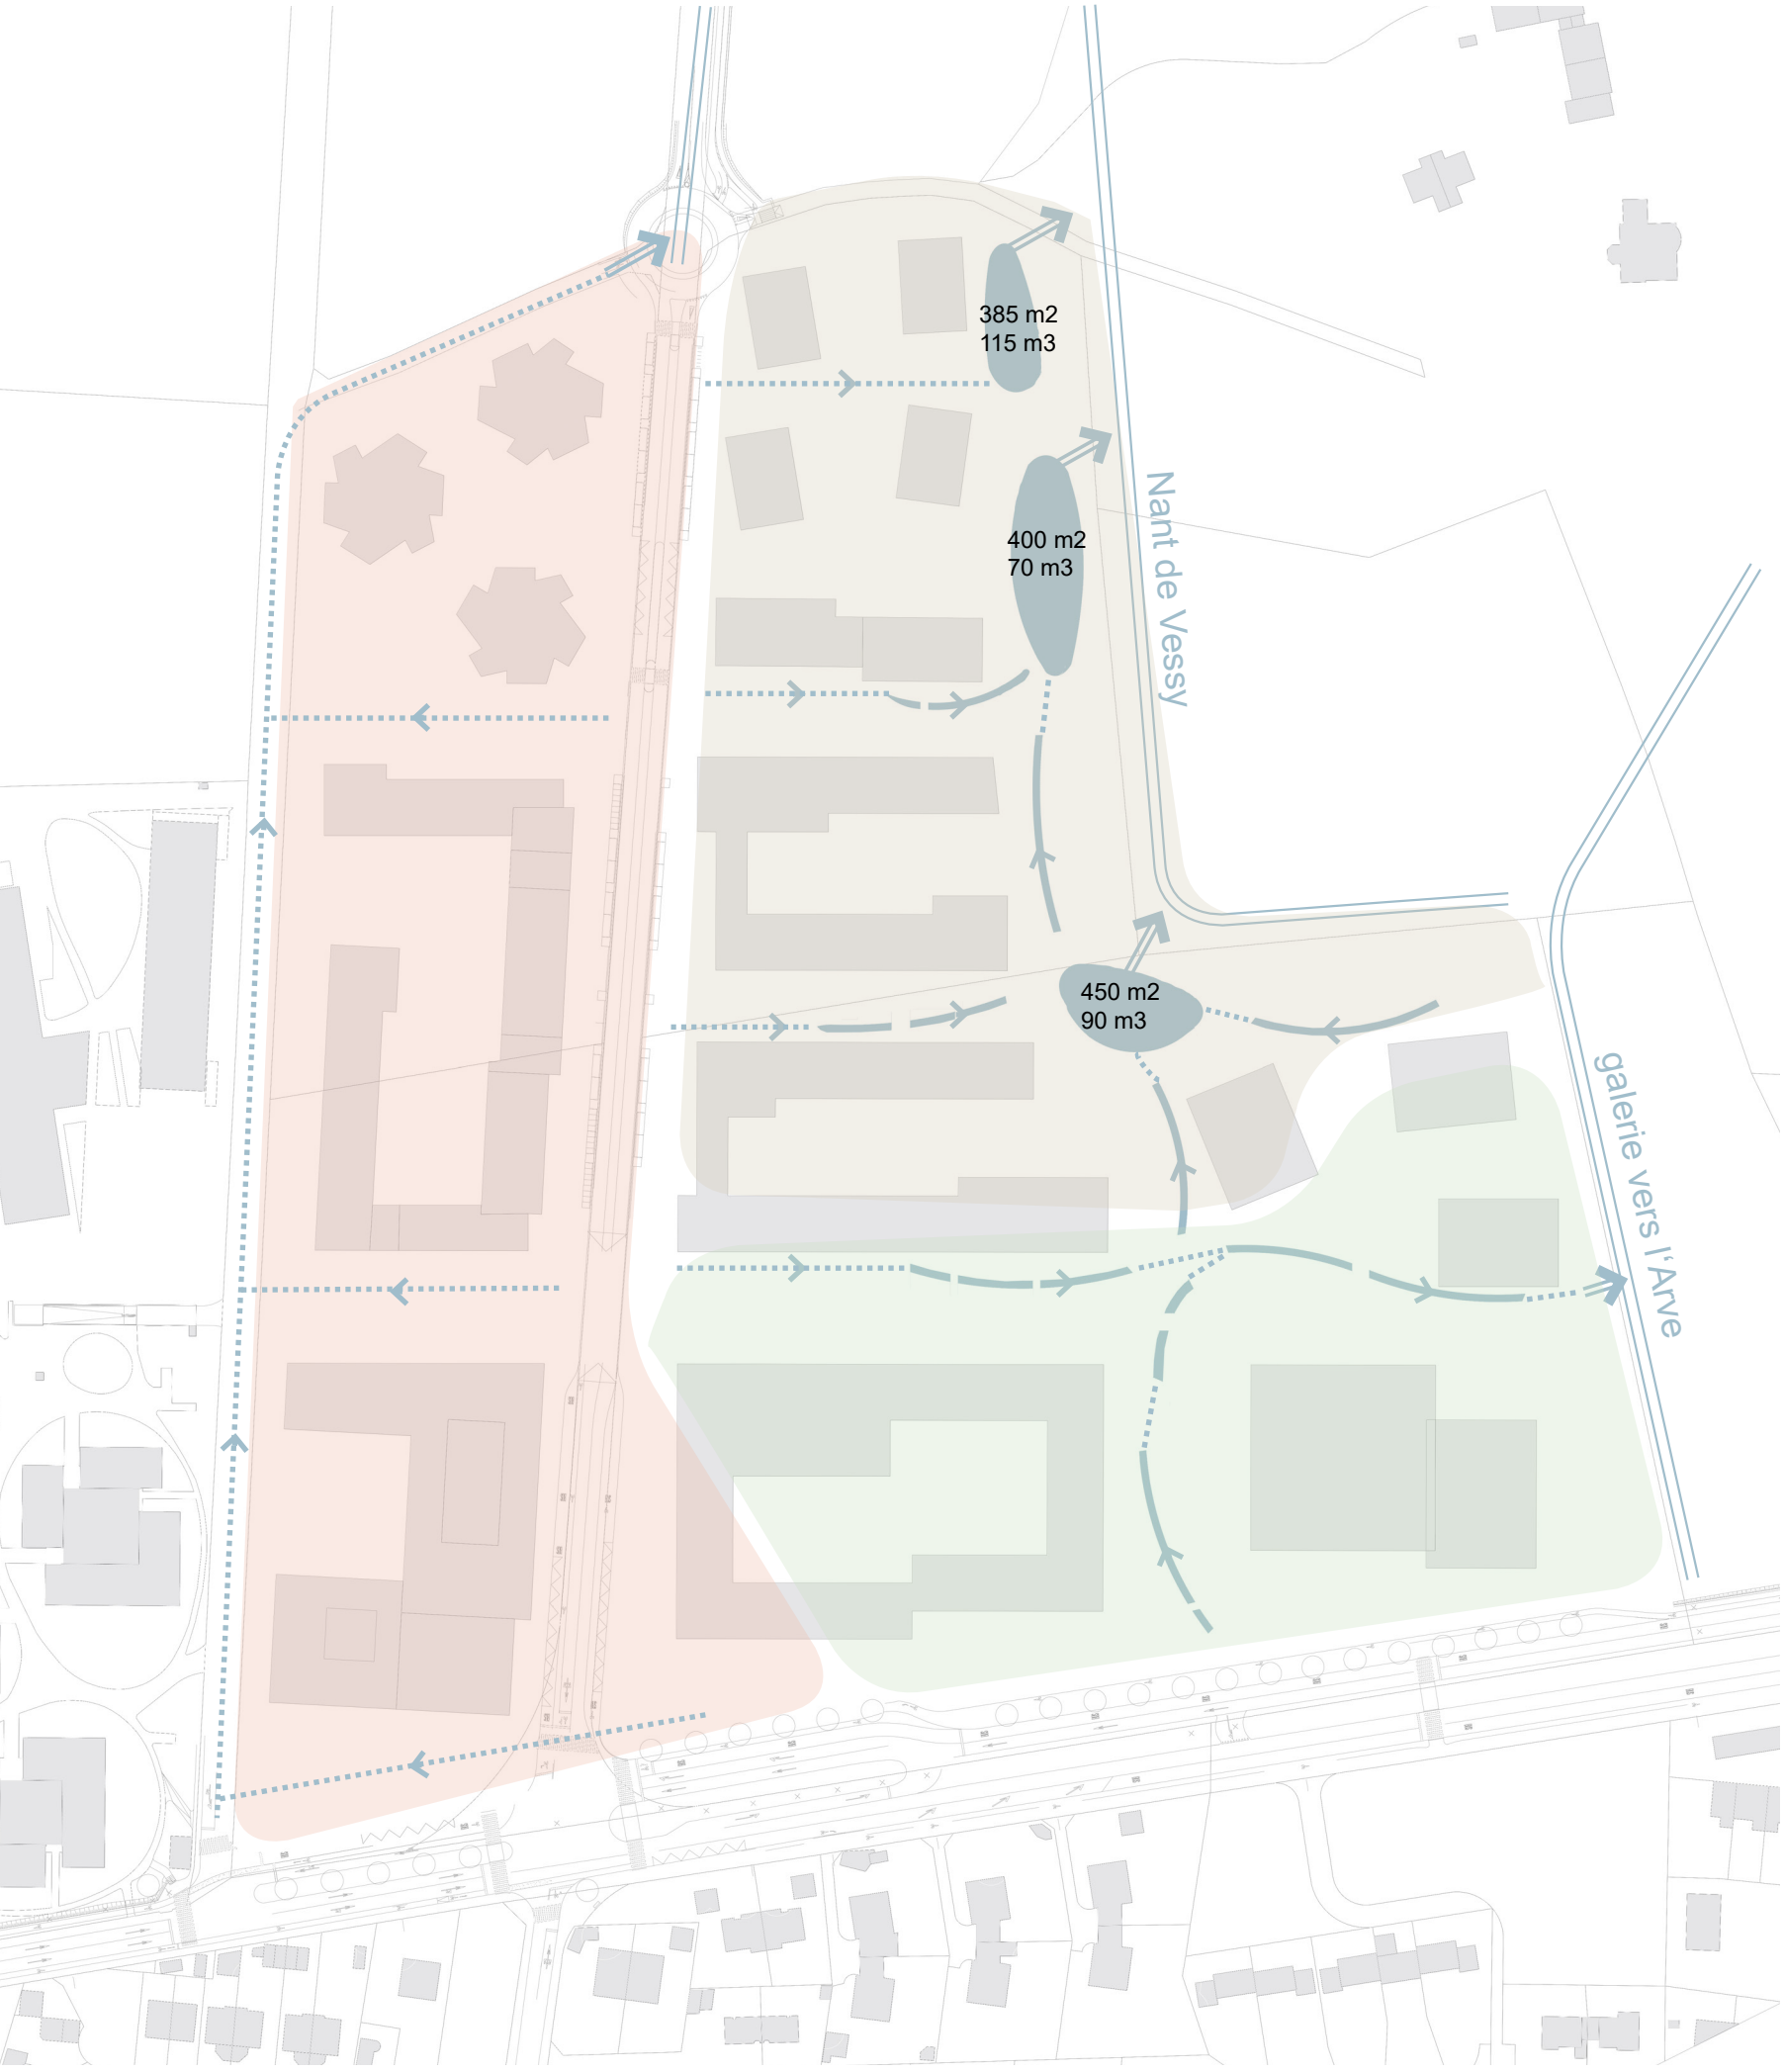 385 m2
115 m3
400 m2
70 m3
Nant de Vessy
450 m2
90 m3
galerie vers l'Arve